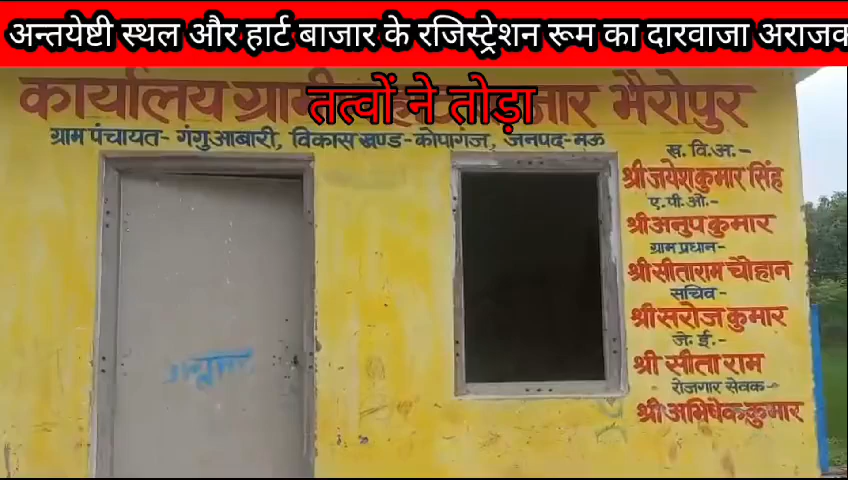 अन्तयेष्टी स्थल और हार्ट बाजार के रजिस्ट्रेशन रूम का दारवाजा अराजक
तत्वों ने तोड़ा
कार्यालय ग्रामीण भैरोपुर
ग्राम पंचायत- गंगुआबारी, विकास खण्ड-कोपागंज, जनपद-मऊ
ख. वि. अ. -
श्री जयेश कुमार सिंह
ए. पी. ओ. -
श्री अनुप कुमार
ग्राम प्रधान-
श्री सीताराम चौहान
सचिव -
श्री सरोज कुमार
जे. ई. -
श्री सीता राम
रोजगार सेवक-
श्री अभिषेक कुमार